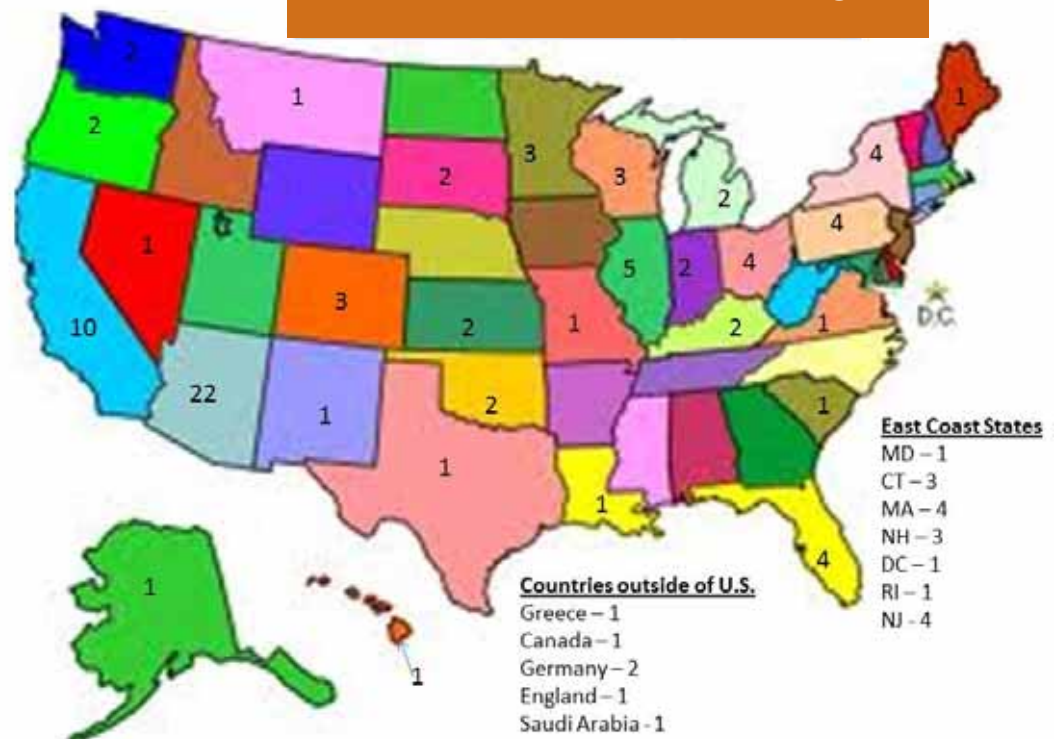 2
1
1
2
3
4
2
3
2
4
1
5
2
4
3
10
2
1
2
1
D.C.
22
2
1
1
1
1
4
East Coast States
MD – 1
CT – 3
MA – 4
NH – 3
DC – 1
RI – 1
NJ - 4
1
1
Countries outside of U.S.
Greece – 1
Canada – 1
Germany – 2
England – 1
Saudi Arabia - 1